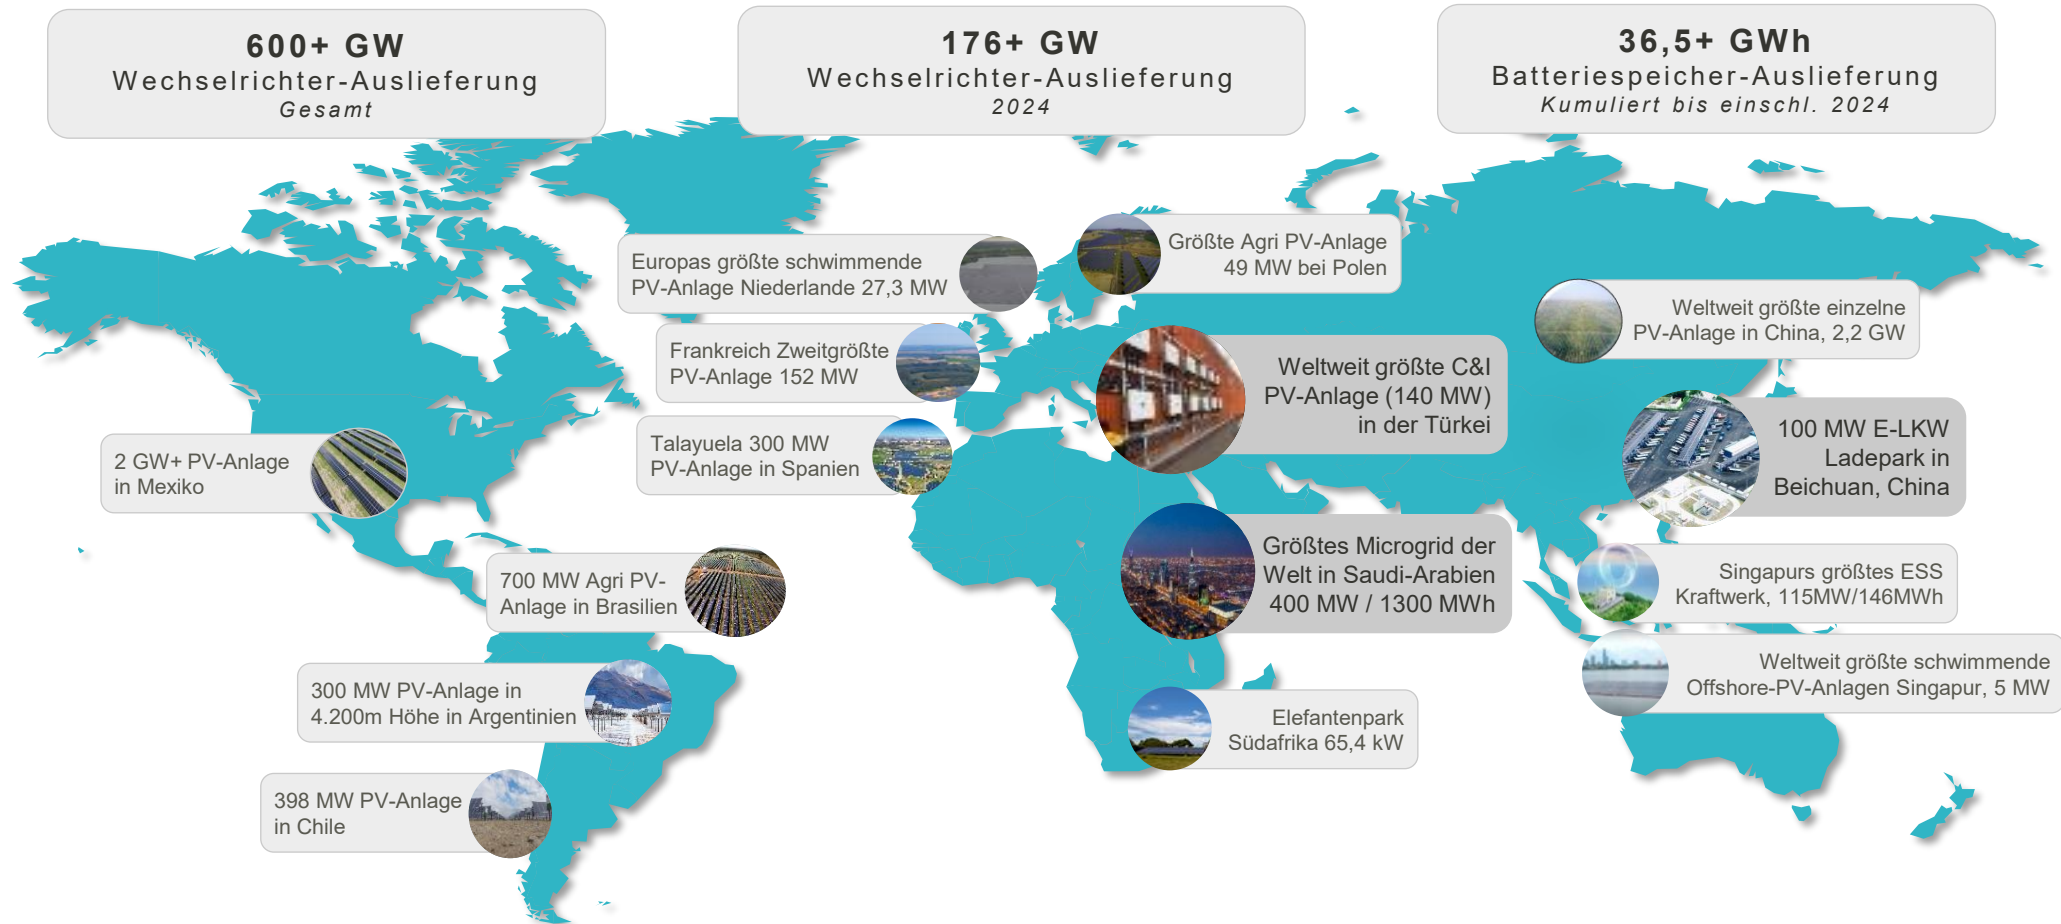 600+ GW
Wechselrichter-Auslieferung
Gesamt
176+ GW
Wechselrichter-Auslieferung
2024
36,5+ GWh
Batteriespeicher-Auslieferung
Kumuliert bis einschl. 2024
Europas größte schwimmende
PV-Anlage Niederlande 27,3 MW
Größte Agri PV-Anlage
49 MW bei Polen
Weltweit größte einzelne
PV-Anlage in China, 2,2 GW
Frankreich Zweitgrößte
PV-Anlage 152 MW
Weltweit größte C&I
PV-Anlage (140 MW)
in der Türkei
Talayuela 300 MW
PV-Anlage in Spanien
100 MW E-LKW
Ladepark in
Beichuan, China
2 GW+ PV-Anlage
in Mexiko
Größtes Microgrid der
Welt in Saudi-Arabien
400 MW / 1300 MWh
700 MW Agri PV-
Anlage in Brasilien
Singapurs größtes ESS
Kraftwerk, 115MW/146MWh
Weltweit größte schwimmende
Offshore-PV-Anlagen Singapur, 5 MW
300 MW PV-Anlage in
4.200m Höhe in Argentinien
Elefantenpark
Südafrika 65,4 kW
398 MW PV-Anlage
in Chile